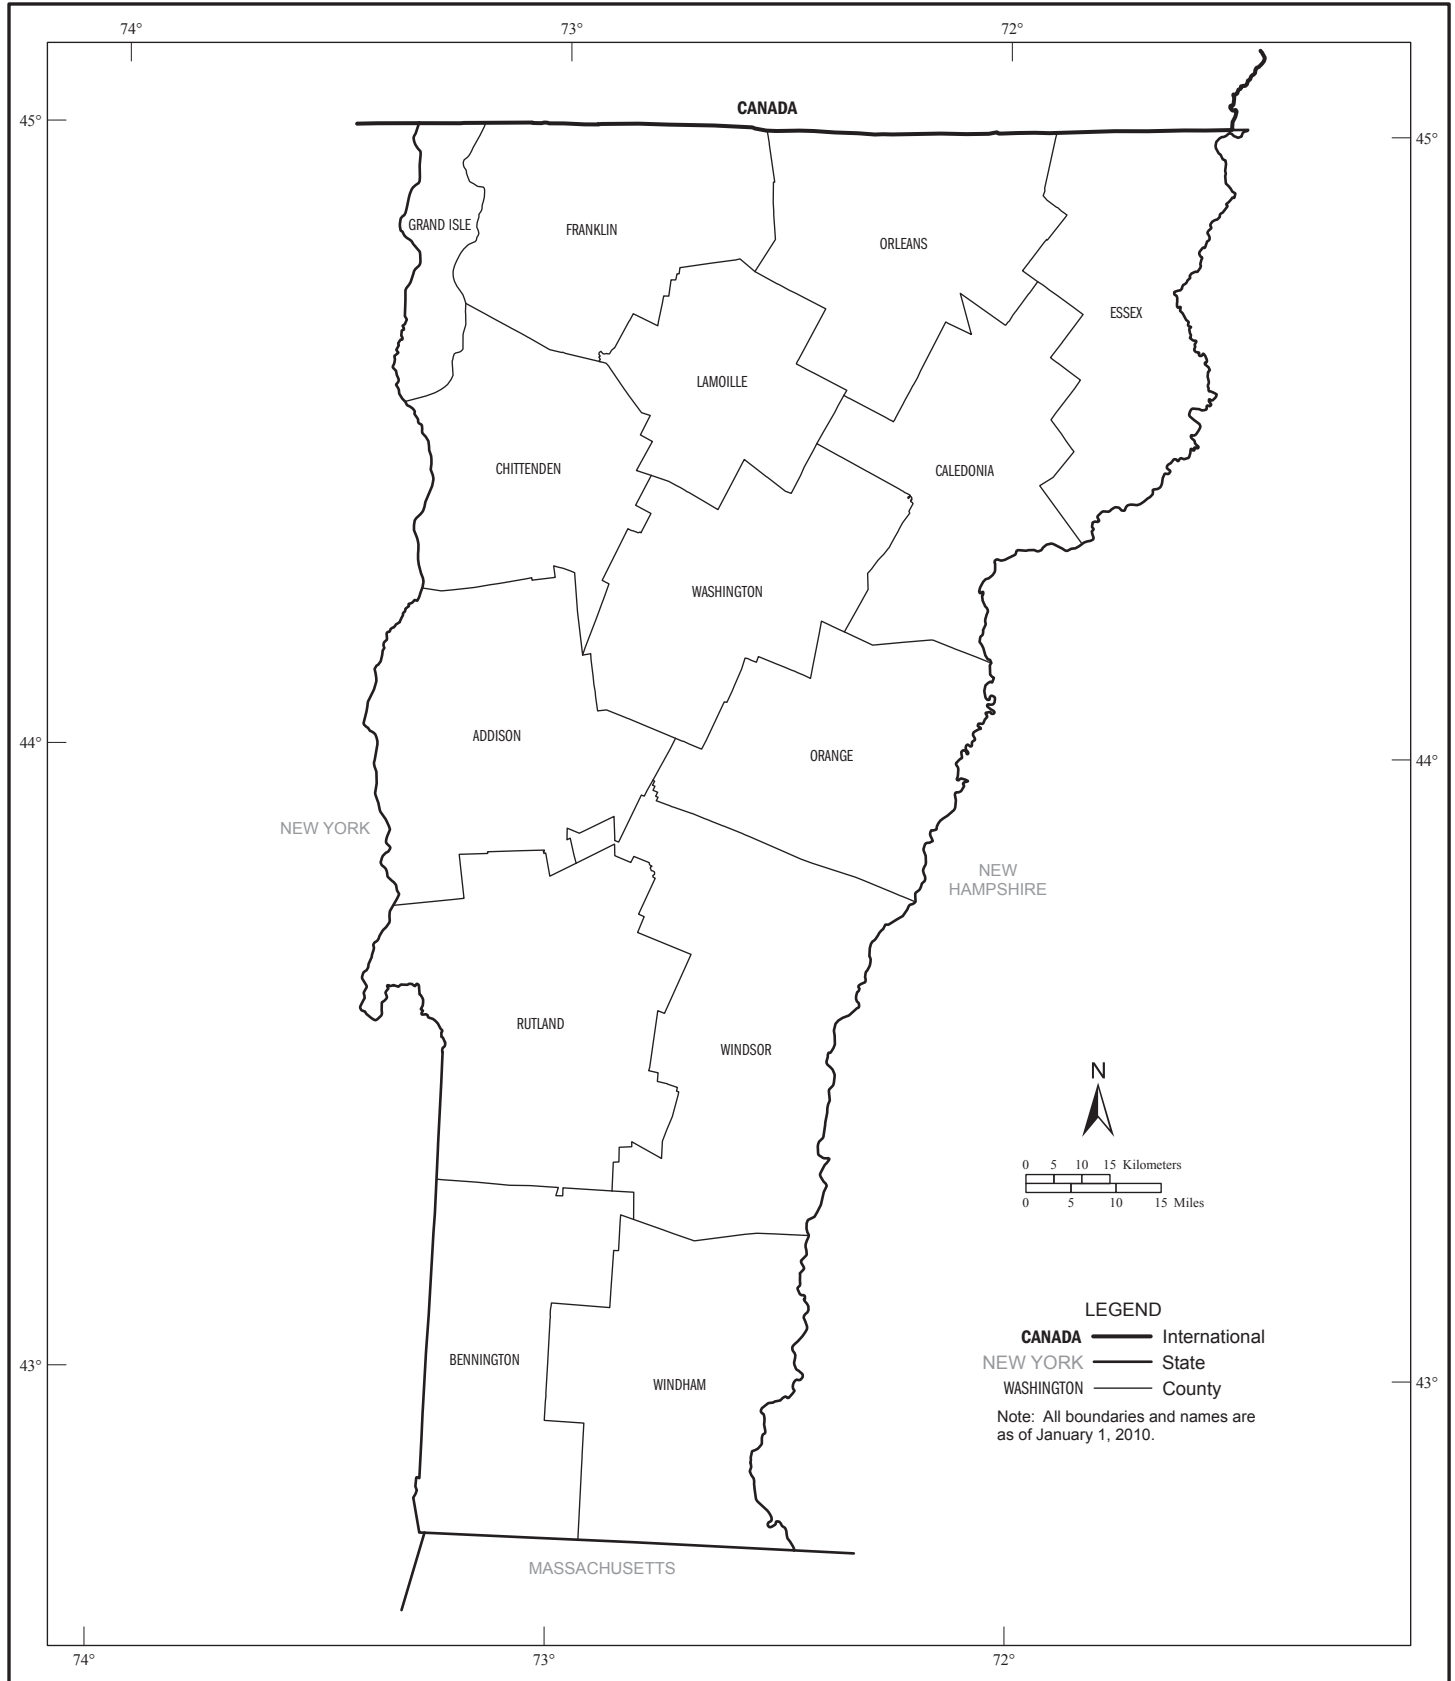 74°
73°
72°
CANADA
45°
45°
GRAND ISLE
FRANKLIN
ORLEANS
ESSEX
LAMOILLE
CHITTENDEN
CALEDONIA
WASHINGTON
ADDISON
ORANGE
44°
44°
NEW YORK
NEW
HAMPSHIRE
RUTLAND
WINDSOR
N
0 5 10 15 Kilometers
0 5 10 15 Miles
LEGEND
CANADA International
NEW YORK State
WASHINGTON County
Note: All boundaries and names are
as of January 1, 2010.
BENNINGTON
WINDHAM
43°
43°
MASSACHUSETTS
74°
73°
72°